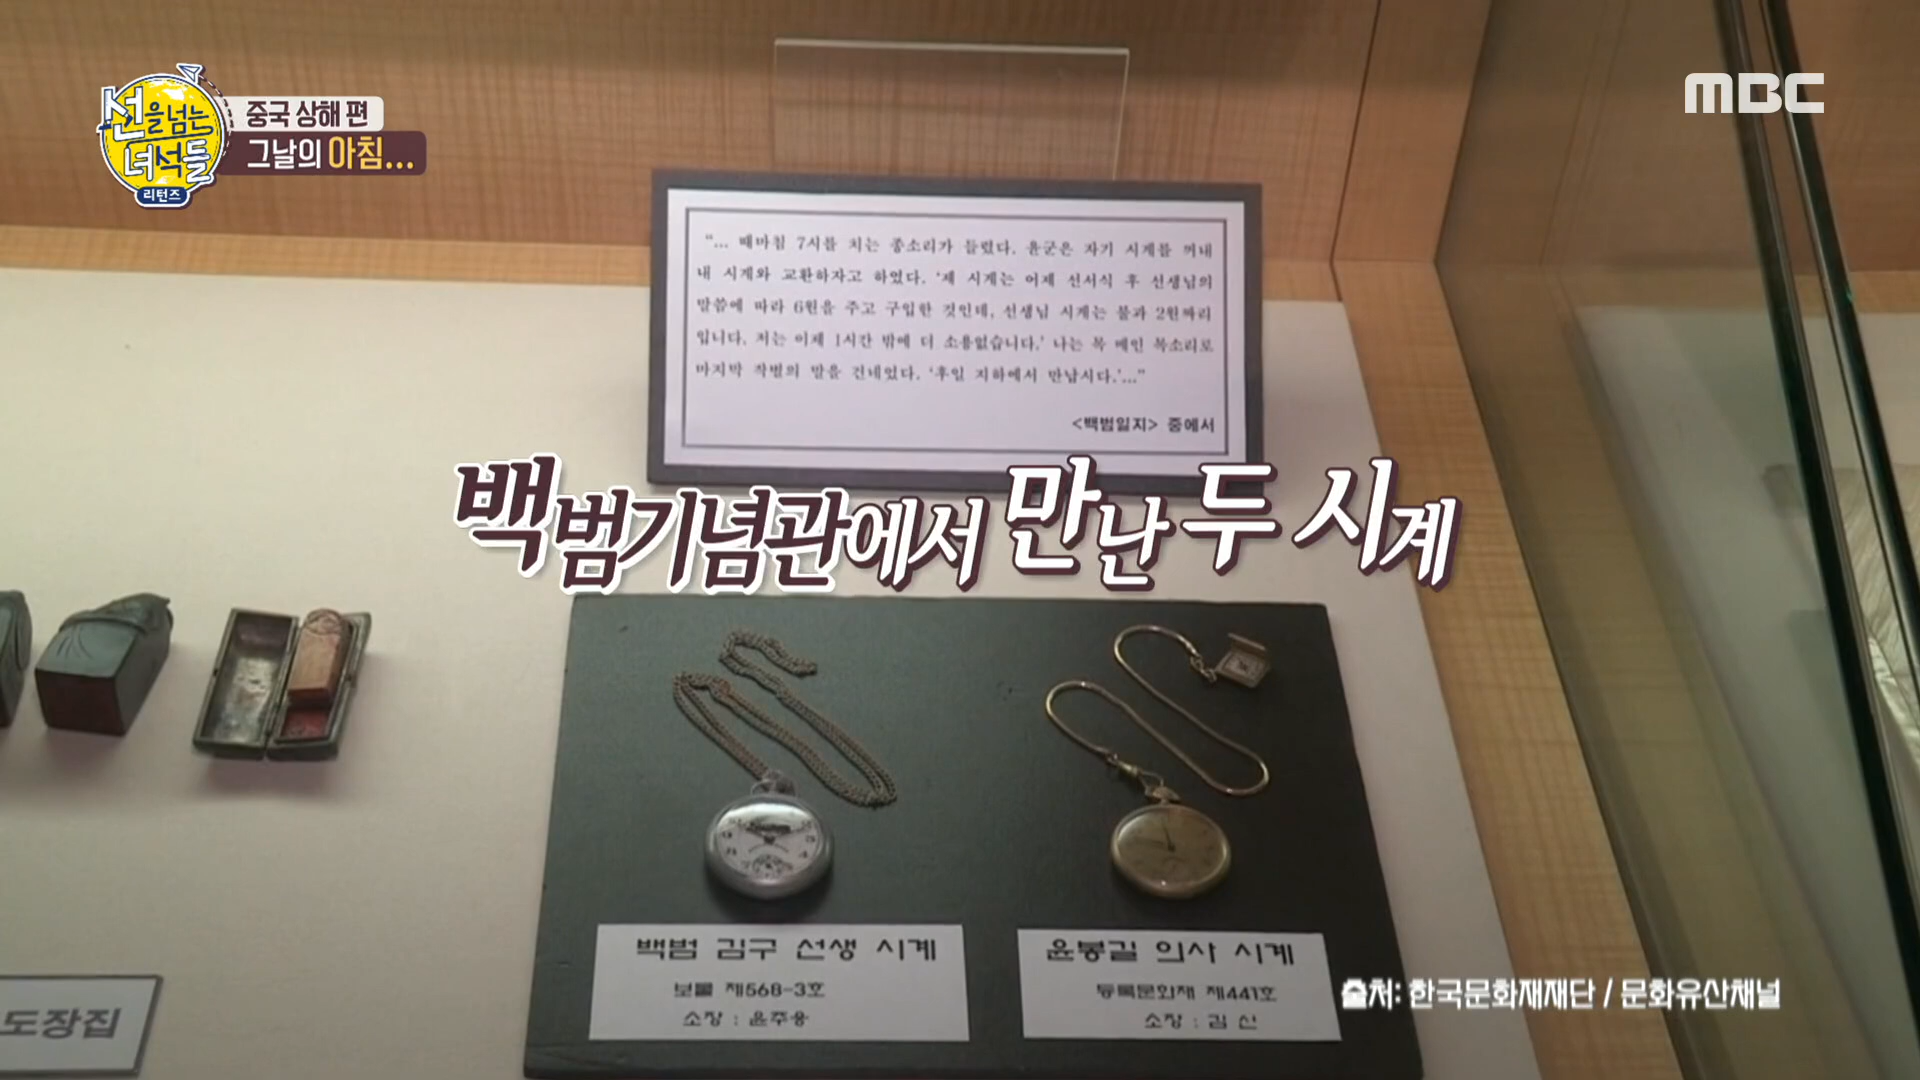 선을 넘는
녀석들
리턴즈
중국 상해 편
그날의 아침...
MBC
“... 때마침 7시를 치는 종소리가 들렸다. 윤군은 자기 시계를 꺼내
내 시계와 교환하자고 하였다. ‘제 시계는 어제 선서식 후 선생님의
말씀에 따라 6원을 주고 구입한 것인데, 선생님 시계는 불과 2원짜리
입니다. 저는 이제 1시간 밖에 더 소용없습니다.’ 나는 목 메인 목소리로
마지막 작별의 말을 건네었다. ‘후일 지하에서 만납시다.’...”
<백범일지> 중에서
백범기념관에서 만난 두 시계
백범 김구 선생 시계
보물 제568-3호
소장 : 윤주웅
윤봉길 의사 시계
등록문화재 제441호
소장 : 김 신
도장집
출처: 한국문화재재단 / 문화유산채널